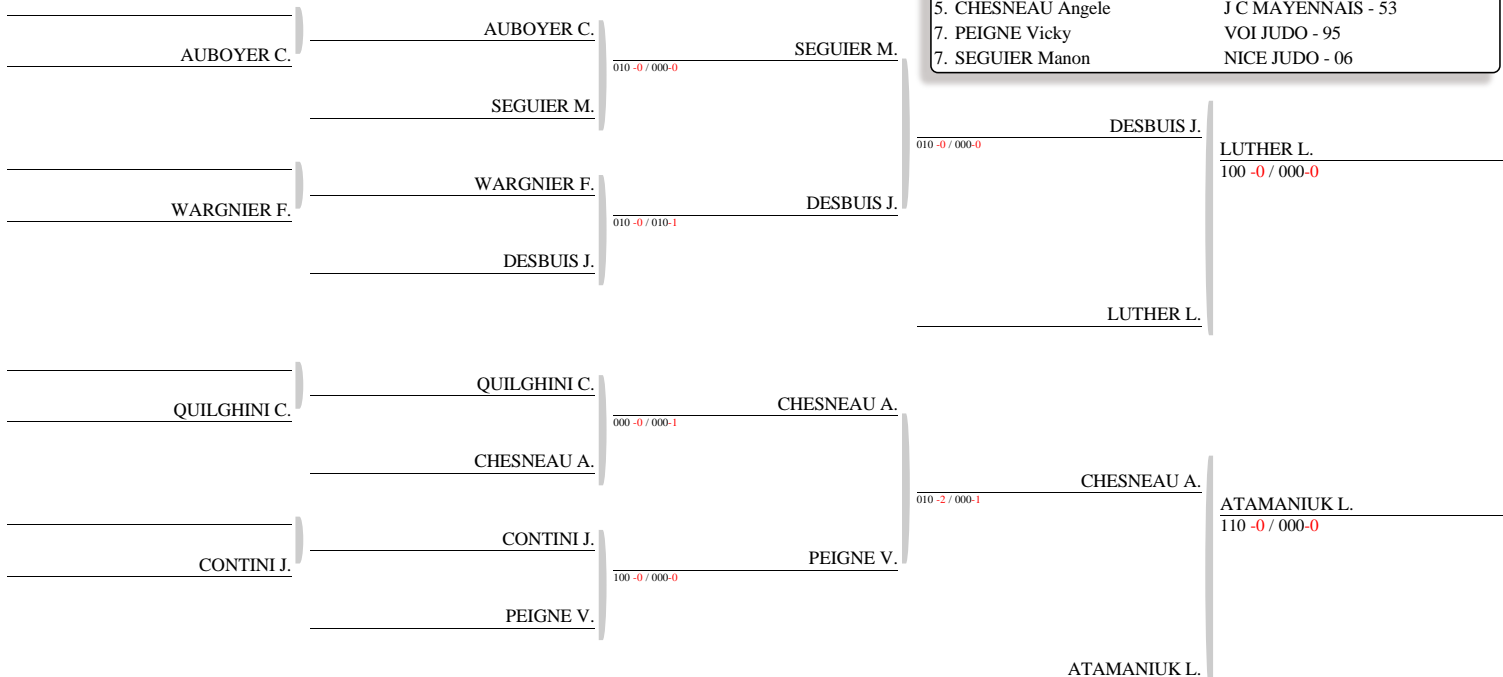 5. CHESNEAU Angele J C MAYENNAIS - 53
7. PEIGNE Vicky VOI JUDO - 95
7. SEGUIER Manon NICE JUDO - 06
AUBOYER C.
AUBOYER C.
SEGUIER M.
SEGUIER M.
010 -0 / 000-0
WARGNIER F.
WARGNIER F.
DESBUIS J.
DESBUIS J.
010 -0 / 010-1
DESBUIS J.
010 -0 / 000-0
LUTHER L.
LUTHER L.
100 -0 / 000-0
QUILGHINI C.
QUILGHINI C.
CHESNEAU A.
CHESNEAU A.
000 -0 / 000-1
CONTINI J.
CONTINI J.
PEIGNE V.
PEIGNE V.
100 -0 / 000-0
CHESNEAU A.
010 -2 / 000-1
ATAMANIUK L.
ATAMANIUK L.
110 -0 / 000-0